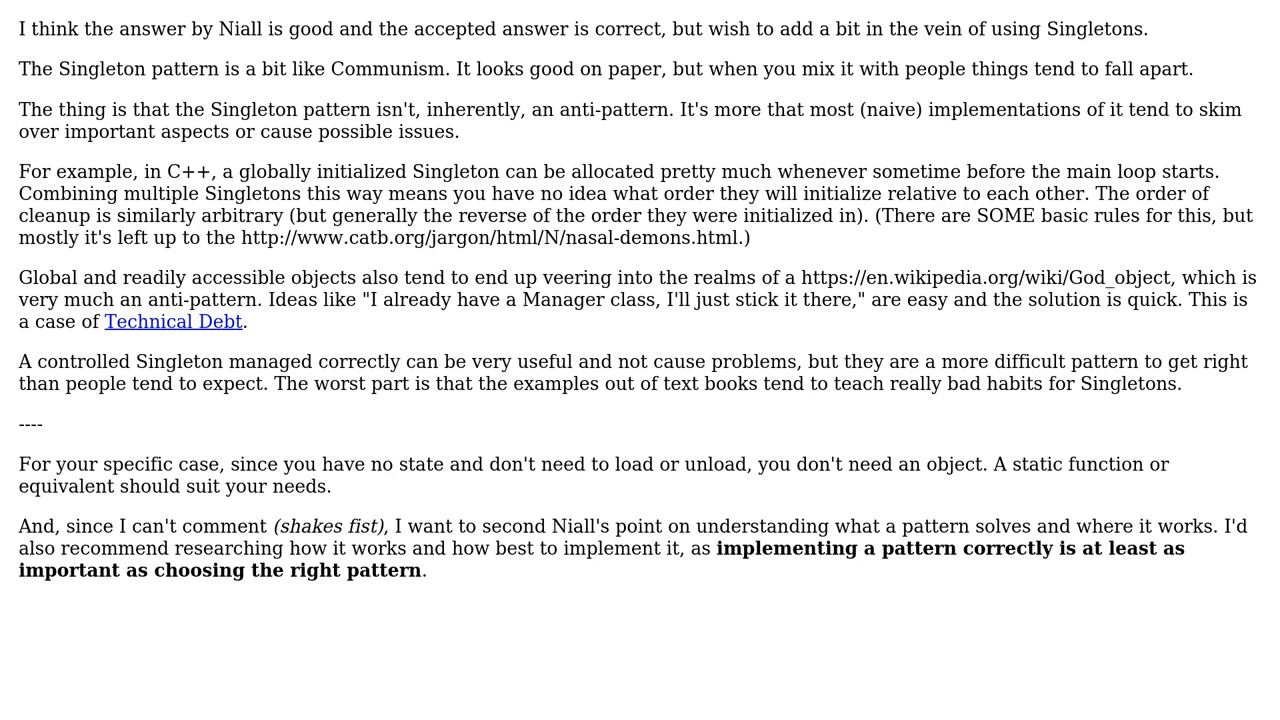 I think the answer by Niall is good and the accepted answer is correct, but wish to add a bit in the vein of using Singletons.
The Singleton pattern is a bit like Communism. It looks good on paper, but when you mix it with people things tend to fall apart.
The thing is that the Singleton pattern isn't, inherently, an anti-pattern. It's more that most (naive) implementations of it tend to skim
over important aspects or cause possible issues.
For example, in C++, a globally initialized Singleton can be allocated pretty much whenever sometime before the main loop starts.
Combining multiple Singletons this way means you have no idea what order they will initialize relative to each other. The order of
cleanup is similarly arbitrary (but generally the reverse of the order they were initialized in). (There are SOME basic rules for this, but
mostly it's left up to the http://www.catb.org/jargon/html/N/nasal-demons.html.)
Global and readily accessible objects also tend to end up veering into the realms of a https://en.wikipedia.org/wiki/God_object, which is
very much an anti-pattern. Ideas like "I already have a Manager class, I'll just stick it there," are easy and the solution is quick. This is
a case of Technical Debt.
A controlled Singleton managed correctly can be very useful and not cause problems, but they are a more difficult pattern to get right
than people tend to expect. The worst part is that the examples out of text books tend to teach really bad habits for Singletons.
----
For your specific case, since you have no state and don't need to load or unload, you don't need an object. A static function or
equivalent should suit your needs.
And, since I can't comment (shakes fist), I want to second Niall's point on understanding what a pattern solves and where it works. I'd
also recommend researching how it works and how best to implement it, as implementing a pattern correctly is at least as
important as choosing the right pattern.